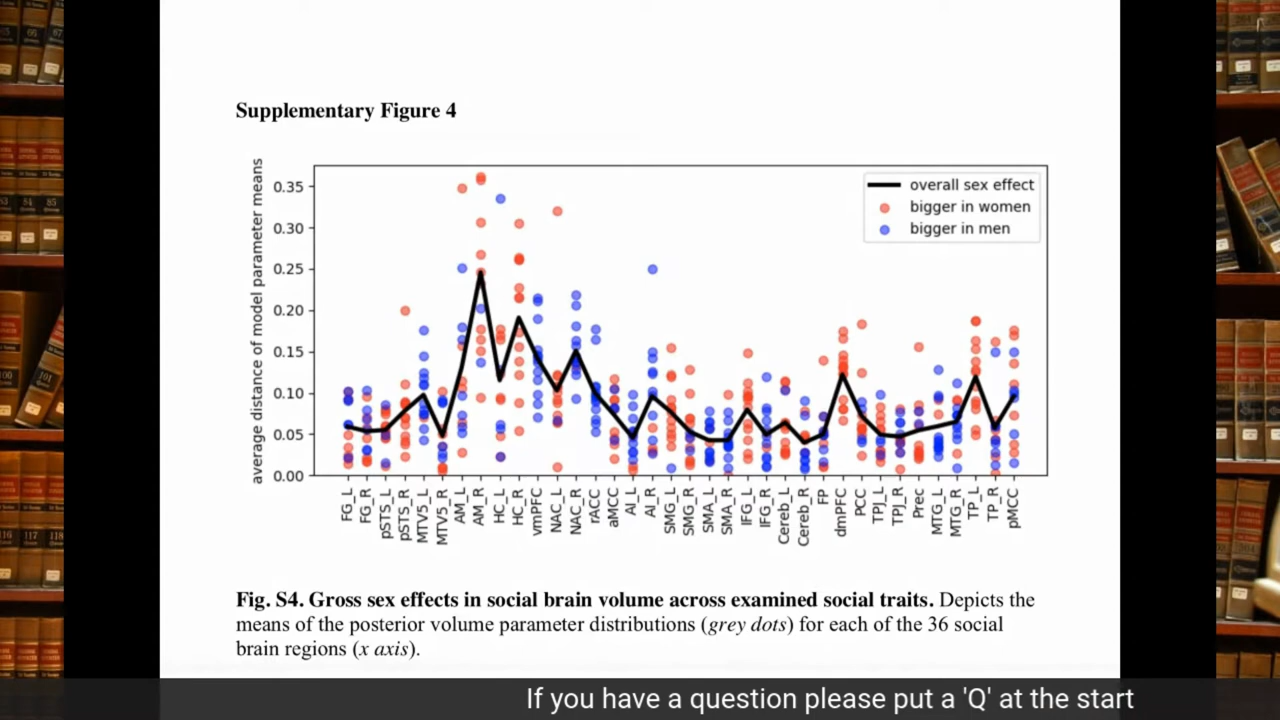 Supplementary Figure 4
average distance of model parameter means
0.35
0.30
0.25
0.20
0.15
0.10
0.05
0.00
overall sex effect
bigger in women
bigger in men
FG_L
FG_R
pSTS_L
pSTS_R
MTV5_L
MTV5_R
AM_L
AM_R
HC_L
HC_R
vmPFC
NAC_L
NAC_R
rACC
aMCC
AI_L
AI_R
SMG_L
SMG_R
SMA_L
SMA_R
IFG_L
IFG_R
Cereb_L
Cereb_R
FP
dmPFC
PCC
TPJ_L
TPJ_R
Prec
MTG_L
MTG_R
TP_L
TP_R
pMCC
Fig. S4. Gross sex effects in social brain volume across examined social traits. Depicts the
means of the posterior volume parameter distributions (grey dots) for each of the 36 social
brain regions (x axis).
If you have a question please put a 'Q' at the start